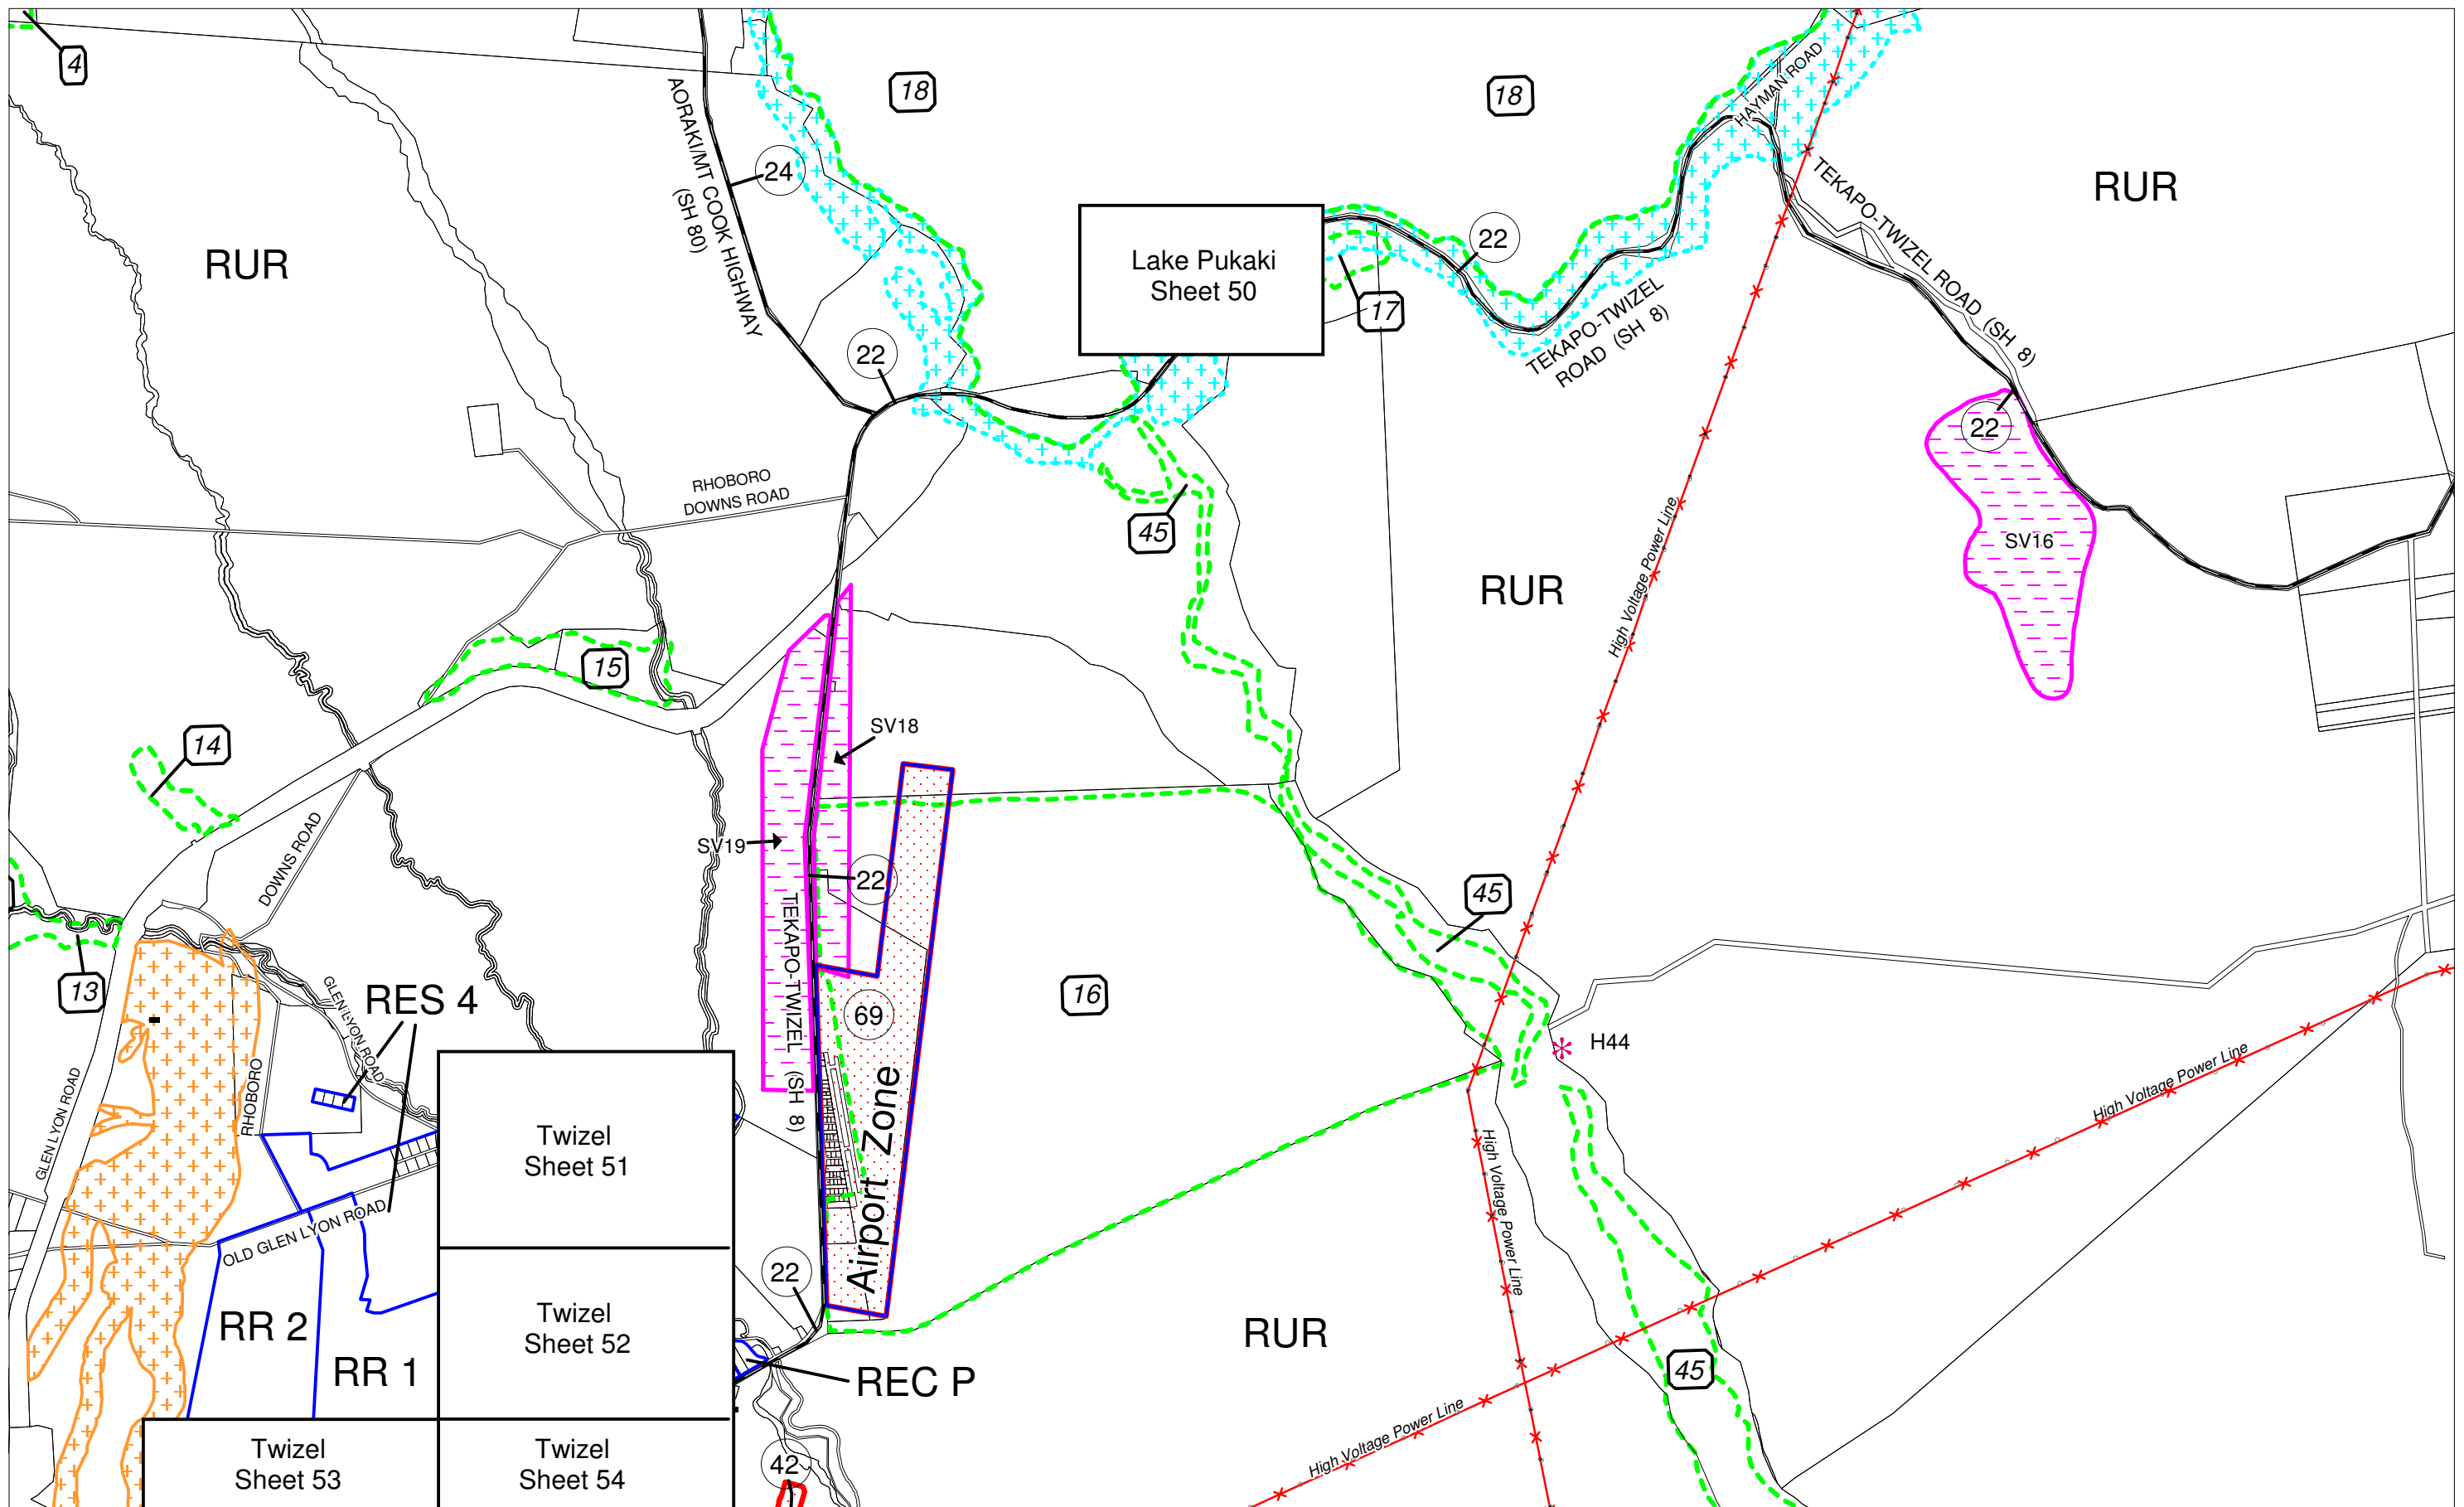 4
18
18
AORAKI/MT COOK HIGHWAY
(SH 80)
24
HAYMAN ROAD
RUR
RUR
TEKAPO-TWIZEL ROAD (SH 8)
Lake Pukaki
Sheet 50
22
17
TEKAPO-TWIZEL
ROAD (SH 8)
22
22
RHOBORO
DOWNS ROAD
45
High Voltage Power Line
SV16
RUR
15
14
SV18
SV19
DOWNS ROAD
22
TEKAPO-TWIZEL (SH 8)
45
13
RES 4
GLEN LYON ROAD
16
69
H44
High Voltage Power Line
GLEN LYON ROAD
RHOBORO
Twizel
Sheet 51
Airport Zone
High Voltage Power Line
OLD GLEN LYON ROAD
22
RR 2
RR 1
Twizel
Sheet 52
REC P
RUR
45
High Voltage Power Line
Twizel
Sheet 53
Twizel
Sheet 54
42